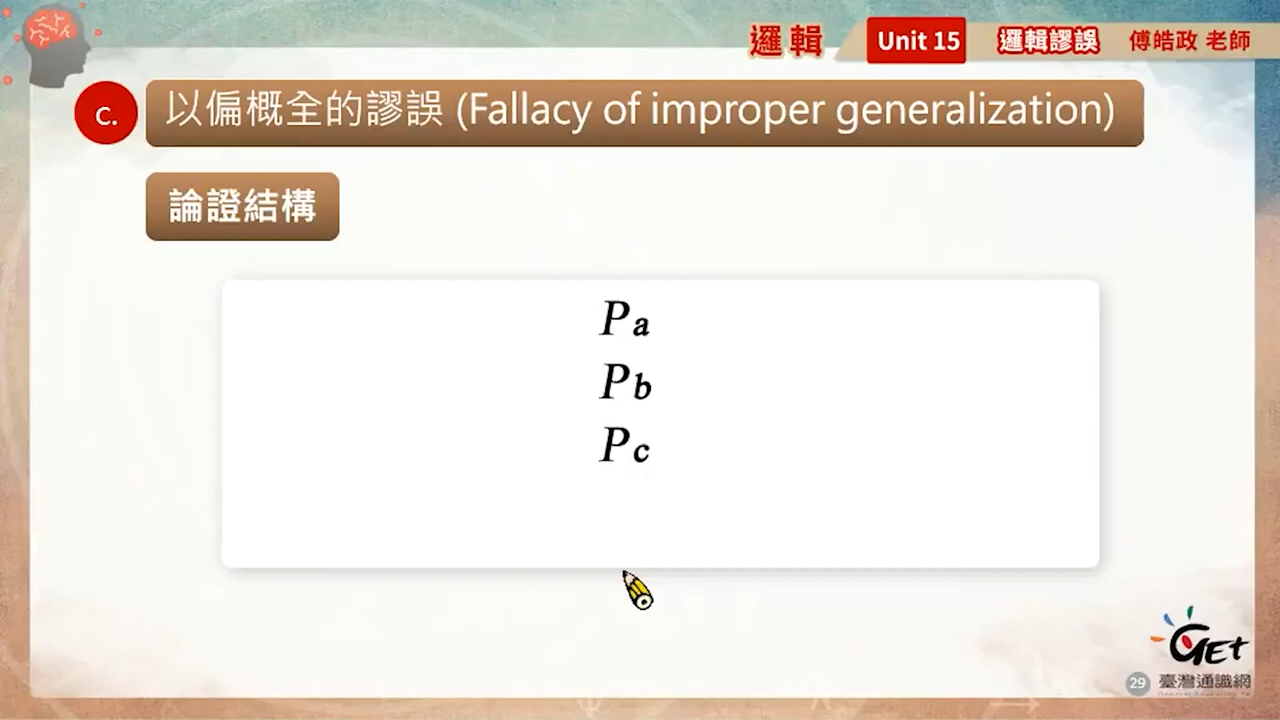 邏輯 Unit 15 邏輯謬誤 傅皓政 老師
c. 以偏概全的謬誤 (Fallacy of improper generalization)
論證結構
Pa
Pb
Pc
GET
29 臺灣通識網